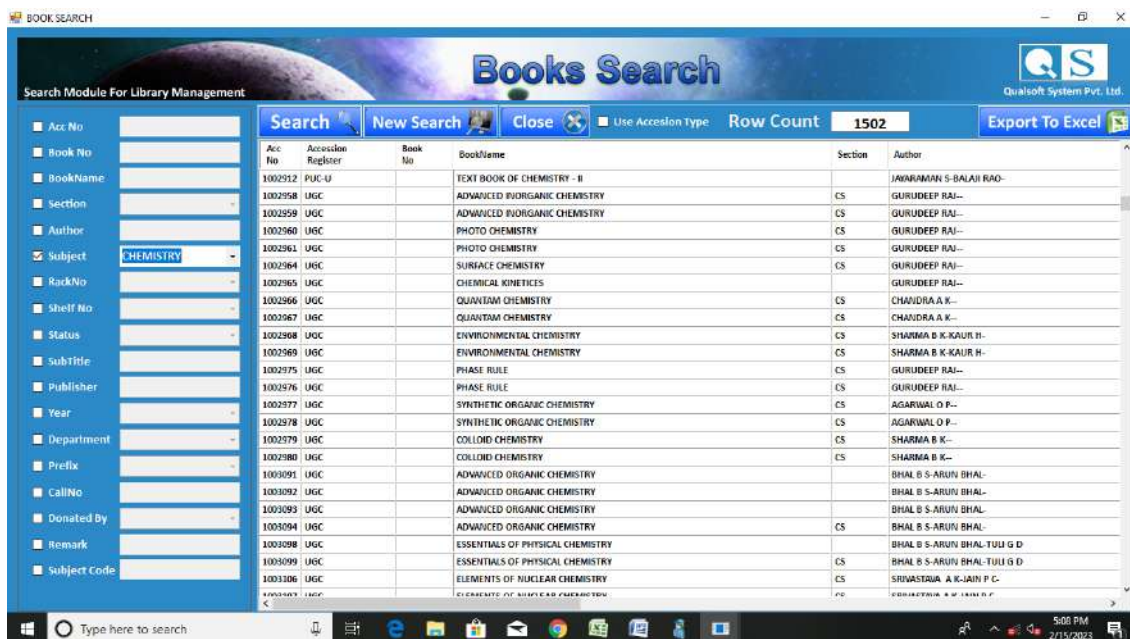 BOOK SEARCH
Books Search
QS
Search Module For Library Management
Qualsoft System Pvt. Ltd.
Search New Search Close Use Accesion Type Row Count 1502 Export To Excel
Acc No
Book No
BookName
Section
Author
Subject CHEMISTRY
RackNo
Shelf No
Status
SubTitle
Publisher
Year
Department
Prefix
CallNo
Donated By
Remark
Subject Code
Acc No Accession Register Book No BookName Section Author
1002912 PUC-U TEXT BOOK OF CHEMISTRY - II JAYARAMAN S-BALAJI RAO-
1002958 UGC ADVANCED INORGANIC CHEMISTRY CS GURUDEEP RAJ--
1002959 UGC ADVANCED INORGANIC CHEMISTRY CS GURUDEEP RAJ--
1002960 UGC PHOTO CHEMISTRY CS GURUDEEP RAJ--
1002961 UGC PHOTO CHEMISTRY CS GURUDEEP RAJ--
1002964 UGC SURFACE CHEMISTRY CS GURUDEEP RAJ--
1002965 UGC CHEMICAL KINETICES GURUDEEP RAJ--
1002966 UGC QUANTAM CHEMISTRY CS CHANDRA A K--
1002967 UGC QUANTAM CHEMISTRY CS CHANDRA A K--
1002968 UGC ENVIRONMENTAL CHEMISTRY CS SHARMA B K-KAUR H-
1002969 UGC ENVIRONMENTAL CHEMISTRY CS SHARMA B K-KAUR H-
1002975 UGC PHASE RULE CS GURUDEEP RAJ--
1002976 UGC PHASE RULE CS GURUDEEP RAJ--
1002977 UGC SYNTHETIC ORGANIC CHEMISTRY CS AGARWAL O P--
1002978 UGC SYNTHETIC ORGANIC CHEMISTRY CS AGARWAL O P--
1002979 UGC COLLOID CHEMISTRY CS SHARMA B K--
1002980 UGC COLLOID CHEMISTRY CS SHARMA B K--
1003091 UGC ADVANCED ORGANIC CHEMISTRY BHAL B S-ARUN BHAL-
1003092 UGC ADVANCED ORGANIC CHEMISTRY BHAL B S-ARUN BHAL-
1003093 UGC ADVANCED ORGANIC CHEMISTRY BHAL B S-ARUN BHAL-
1003094 UGC ADVANCED ORGANIC CHEMISTRY CS BHAL B S-ARUN BHAL-
1003098 UGC ESSENTIALS OF PHYSICAL CHEMISTRY BHAL B S-ARUN BHAL-TULI G D
1003099 UGC ESSENTIALS OF PHYSICAL CHEMISTRY CS BHAL B S-ARUN BHAL-TULI G D
1003106 UGC ELEMENTS OF NUCLEAR CHEMISTRY CS SRIVASTAVA A K-JAIN P C-
Type here to search 5:08 PM
2/15/2023